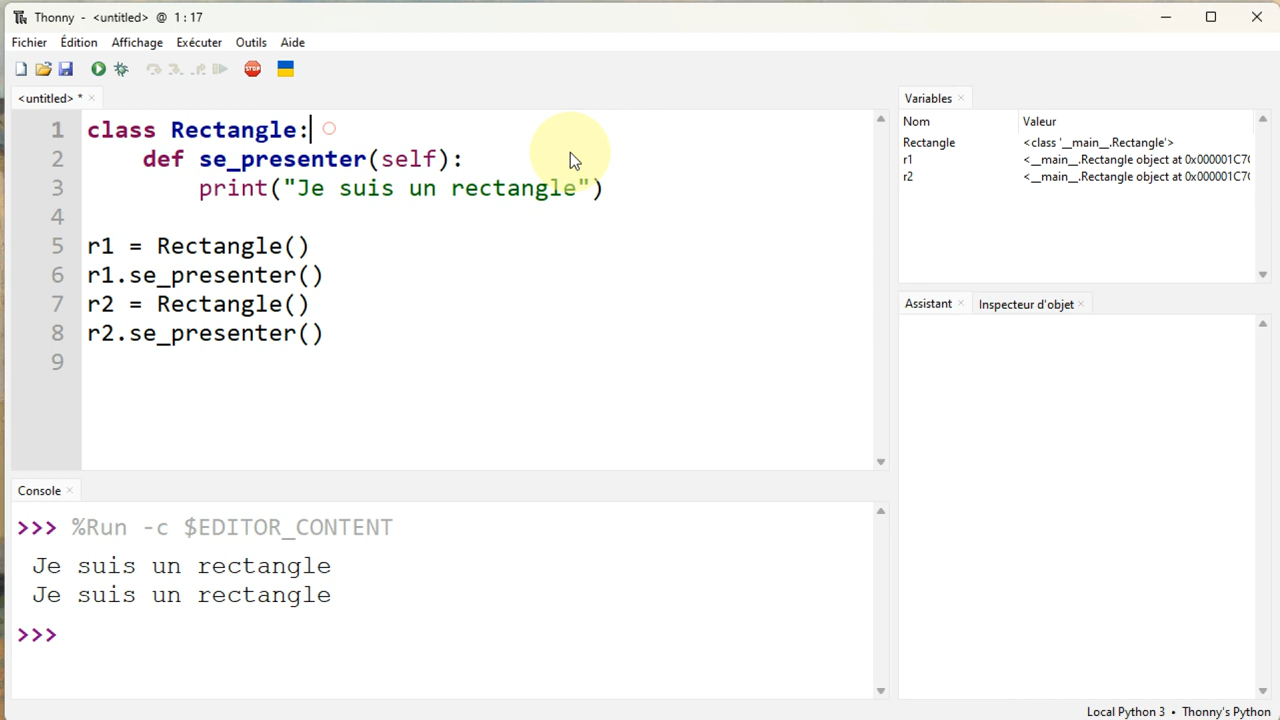 Thonny - <untitled> @ 1:17
Fichier Édition Affichage Exécuter Outils Aide
STOP
<untitled> *
1 class Rectangle:
2 def se_presenter(self):
3 print("Je suis un rectangle")
4
5 r1 = Rectangle()
6 r1.se_presenter()
7 r2 = Rectangle()
8 r2.se_presenter()
9
Console
>>> %Run -c $EDITOR_CONTENT
Je suis un rectangle
Je suis un rectangle
>>>
Variables
Nom Valeur
Rectangle <class '__main__.Rectangle'>
r1 <__main__.Rectangle object at 0x000001C7
r2 <__main__.Rectangle object at 0x000001C7
Assistant Inspecteur d'objet
Local Python 3 • Thonny's Python